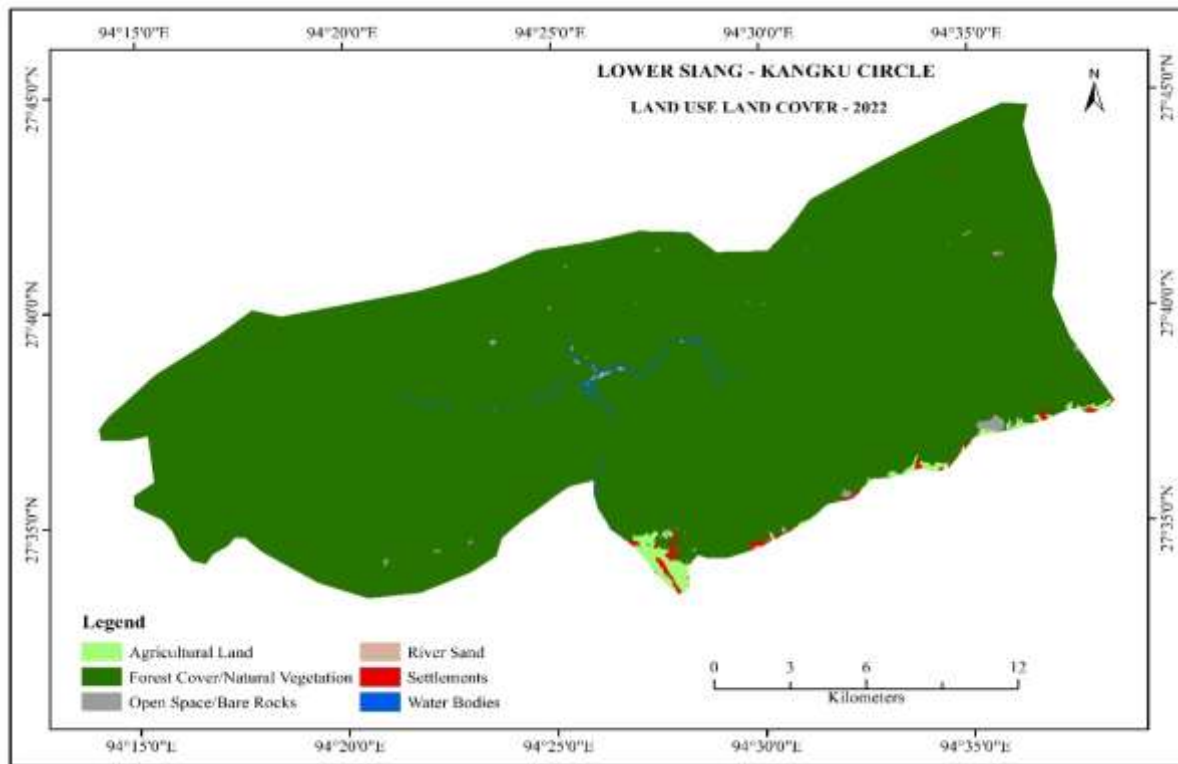 94°15'0"E 94°20'0"E 94°25'0"E 94°30'0"E 94°35'0"E
LOWER SIANG - KANGKU CIRCLE
LAND USE LAND COVER - 2022
N
27°45'0"N
27°45'0"N
27°40'0"N
27°40'0"N
27°35'0"N
27°35'0"N
Legend
Agricultural Land
Forest Cover/Natural Vegetation
Open Space/Bare Rocks
River Sand
Settlements
Water Bodies
0 3 6 12
Kilometers
94°15'0"E 94°20'0"E 94°25'0"E 94°30'0"E 94°35'0"E